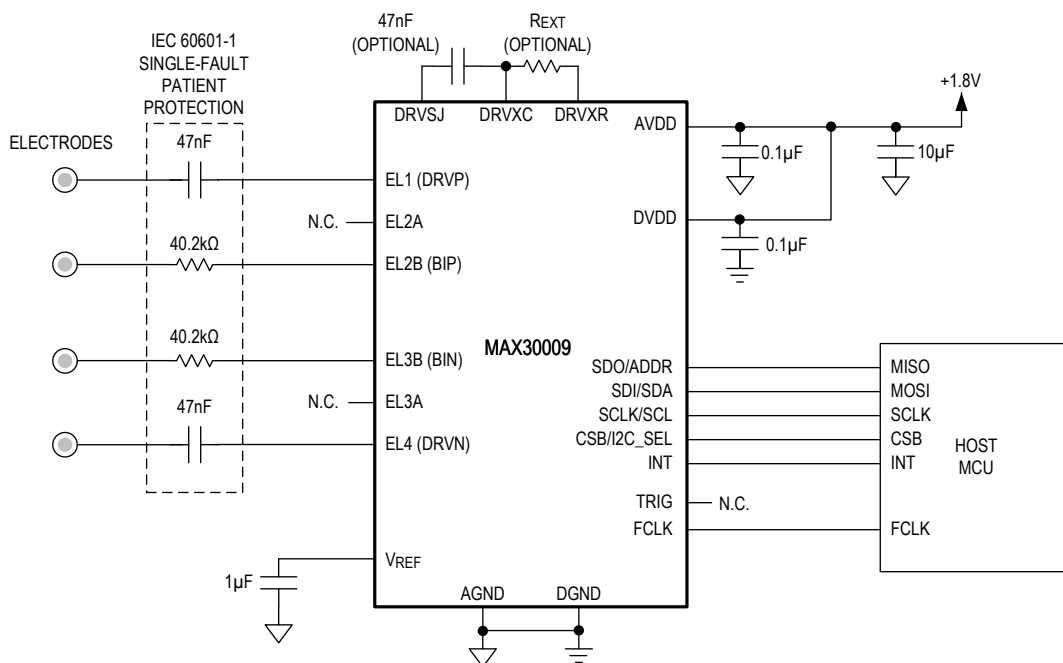 47nF
(OPTIONAL)
REXT
(OPTIONAL)
IEC 60601-1
SINGLE-FAULT
PATIENT
PROTECTION
+1.8V
DRVSJ
DRVXC
DRVXR
AVDD
ELECTRODES
47nF
0.1µF
10µF
EL1 (DRVP)
N.C.
EL2A
DVDD
40.2kΩ
EL2B (BIP)
0.1µF
40.2kΩ
MAX30009
EL3B (BIN)
SDO/ADDR
MISO
SDI/SDA
MOSI
47nF
N.C.
EL3A
SCLK/SCL
SCLK
CSB/I2C_SEL
CSB
HOST
MCU
EL4 (DRVN)
INT
INT
TRIG
N.C.
FCLK
FCLK
VREF
1µF
AGND
DGND